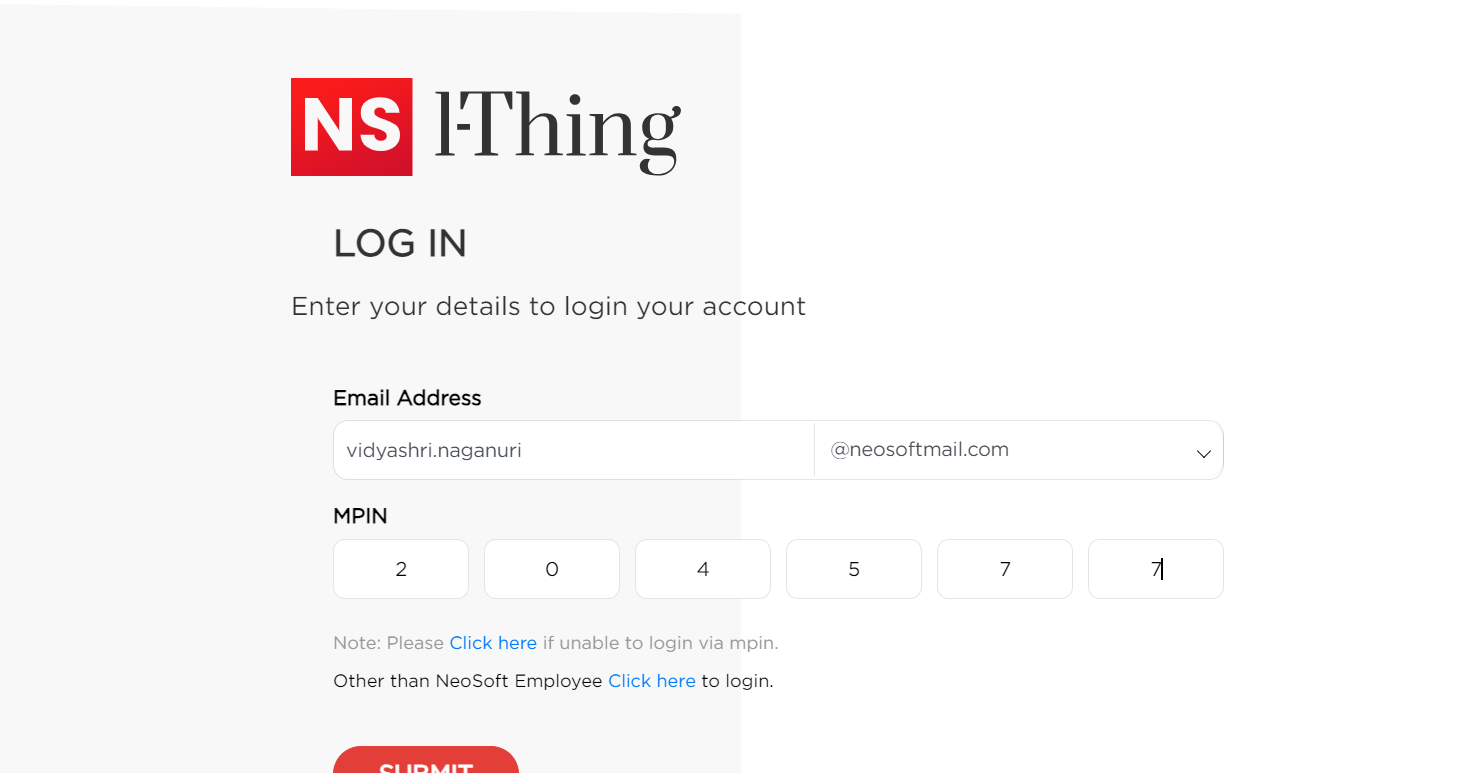 NS I-Thing
LOG IN
Enter your details to login your account
Email Address
vidyashri.naganuri @neosoftmail.com
MPIN
2 0 4 5 7 7
Note: Please Click here if unable to login via mpin.
Other than NeoSoft Employee Click here to login.
SUBMIT